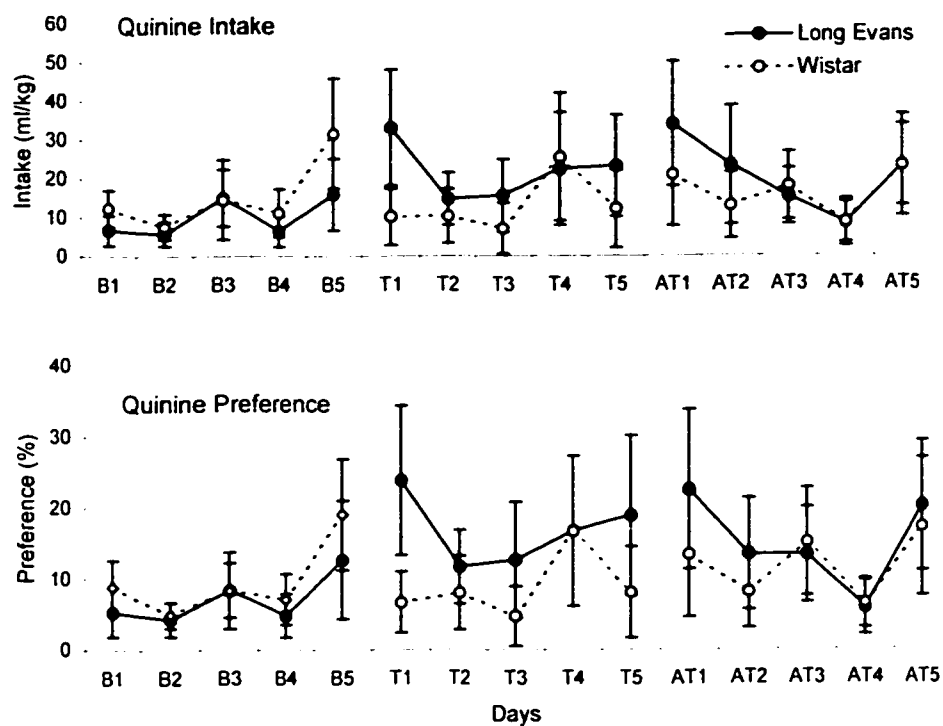 Quinine Intake
Long Evans
Wistar
Intake (ml/kg)
60
50
40
30
20
10
0
B1 B2 B3 B4 B5 T1 T2 T3 T4 T5 AT1 AT2 AT3 AT4 AT5
Quinine Preference
Preference (%)
40
30
20
10
0
B1 B2 B3 B4 B5 T1 T2 T3 T4 T5 AT1 AT2 AT3 AT4 AT5
Days